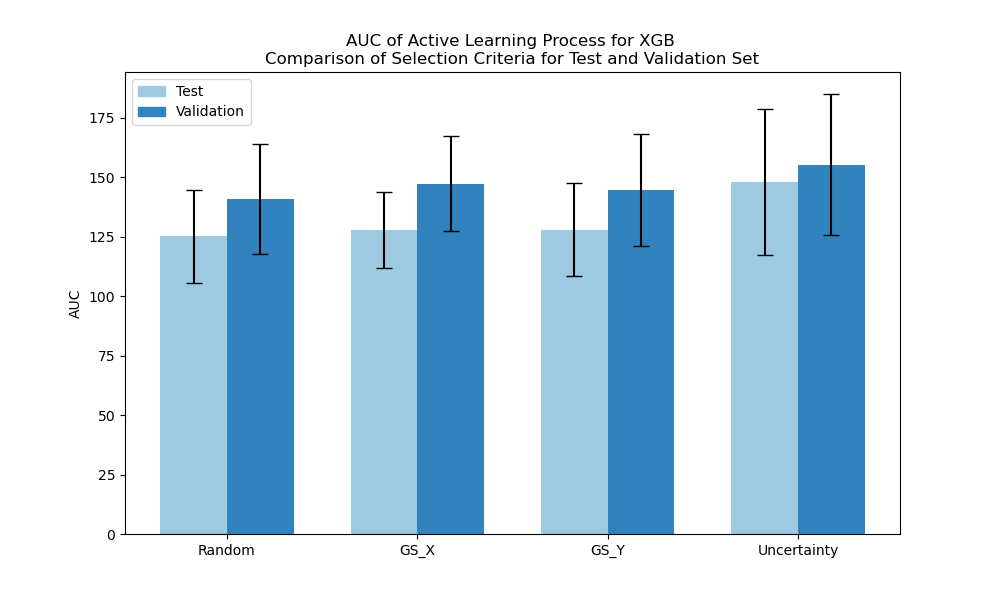 AUC of Active Learning Process for XGB
Comparison of Selection Criteria for Test and Validation Set
Test
Validation
AUC
175
150
125
100
75
50
25
0
Random
GS_X
GS_Y
Uncertainty